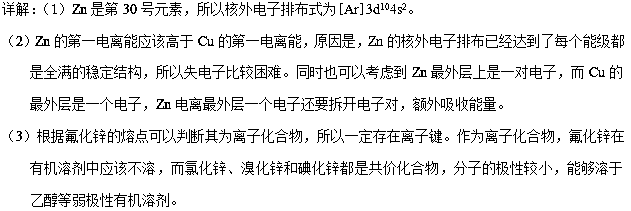 详解：（1）Zn是第30号元素，所以核外电子排布式为[Ar]3d¹⁰4s²。
（2）Zn的第一电离能应该高于Cu的第一电离能，原因是，Zn的核外电子排布已经达到了每个能级都
是全满的稳定结构，所以失电子比较困难。同时也可以考虑到Zn最外层上是一对电子，而Cu的
最外层是一个电子，Zn电离最外层一个电子还要拆开电子对，额外吸收能量。
（3）根据氟化锌的熔点可以判断其为离子化合物，所以一定存在离子键。作为离子化合物，氟化锌在
有机溶剂中应该不溶，而氯化锌、溴化锌和碘化锌都是共价化合物，分子的极性较小，能够溶于
乙醇等弱极性有机溶剂。